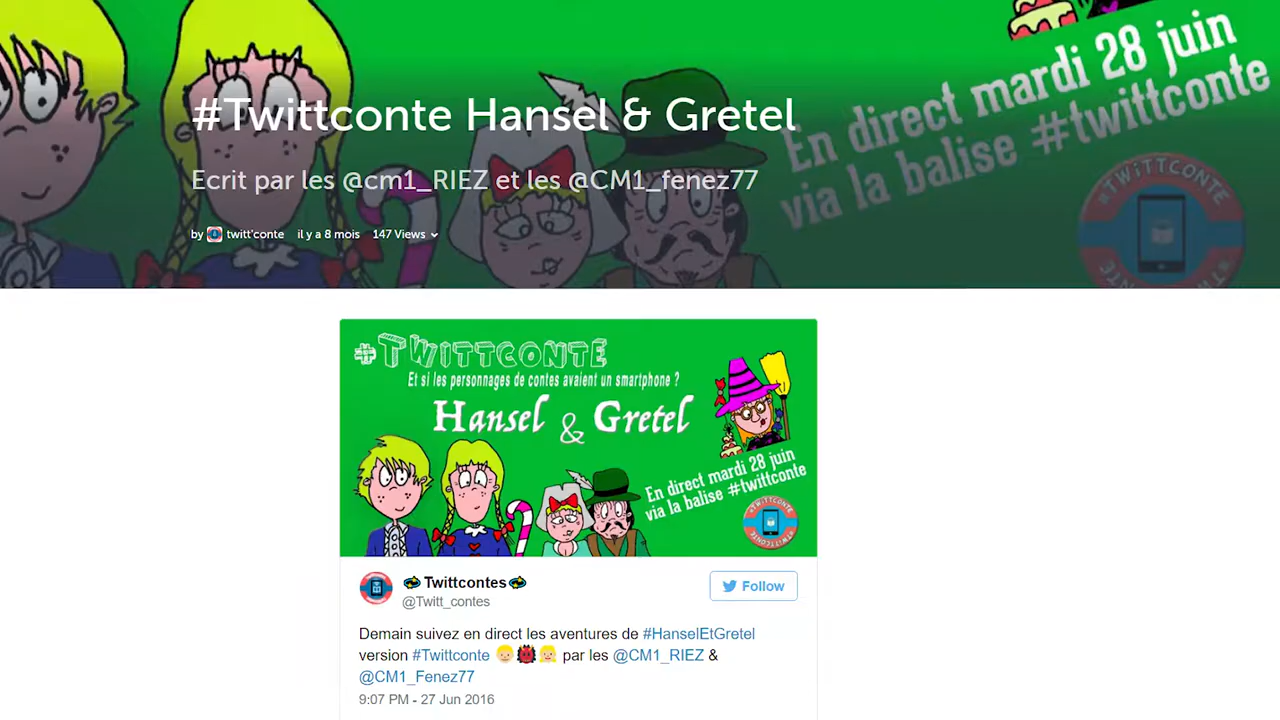 #Twittconte Hansel & Gretel
Ecrit par les @cm1_RIEZ et les @CM1_fenez77
by twitt'conte il y a 8 mois 147 Views
En direct mardi 28 juin
via la balise #twittconte
#TWITTCONTE
#TWITTCONTE
Et si les personnages de contes avaient un smartphone ?
Hansel & Gretel
En direct mardi 28 juin
via la balise #twittconte
#TWITTCONTE
#TWITTCONTE
Twittcontes
@Twitt_contes
Follow
Demain suivez en direct les aventures de #HanselEtGretel
version #Twittconte par les @CM1_RIEZ &
@CM1_Fenez77
9:07 PM - 27 Jun 2016